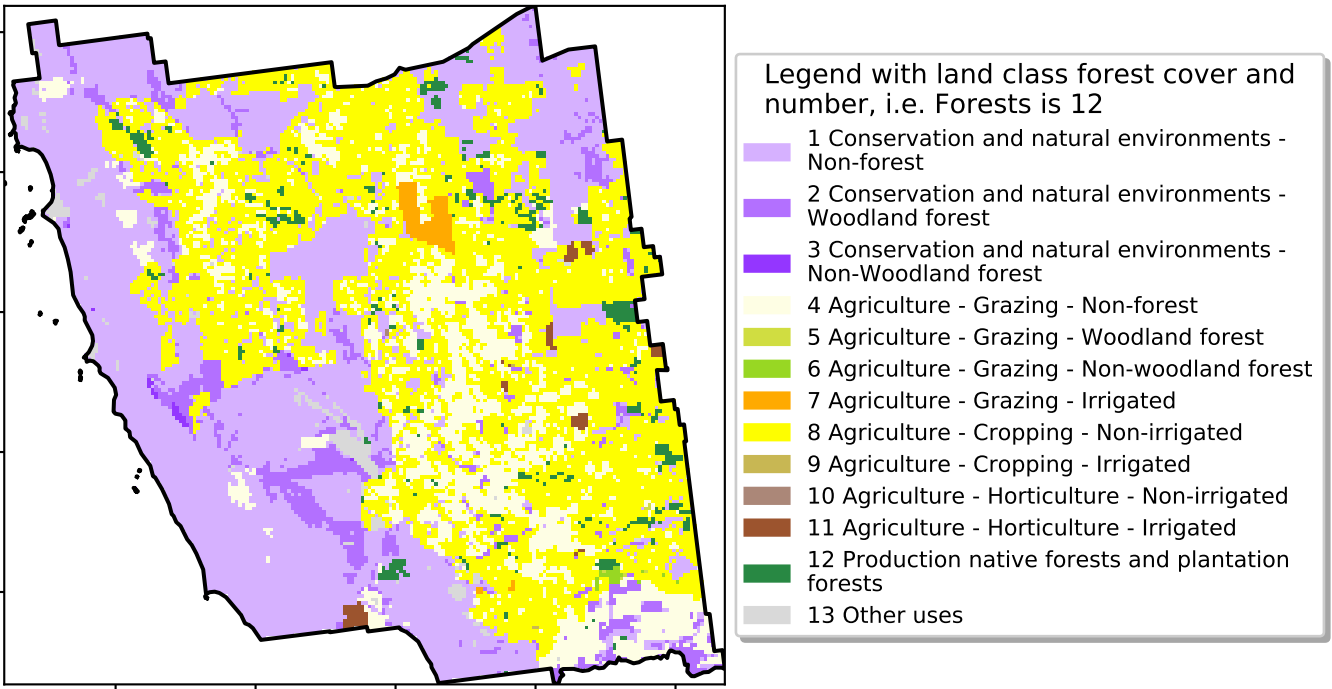 Legend with land class forest cover and
number, i.e. Forests is 12
1 Conservation and natural environments -
Non-forest
2 Conservation and natural environments -
Woodland forest
3 Conservation and natural environments -
Non-Woodland forest
4 Agriculture - Grazing - Non-forest
5 Agriculture - Grazing - Woodland forest
6 Agriculture - Grazing - Non-woodland forest
7 Agriculture - Grazing - Irrigated
8 Agriculture - Cropping - Non-irrigated
9 Agriculture - Cropping - Irrigated
10 Agriculture - Horticulture - Non-irrigated
11 Agriculture - Horticulture - Irrigated
12 Production native forests and plantation
forests
13 Other uses